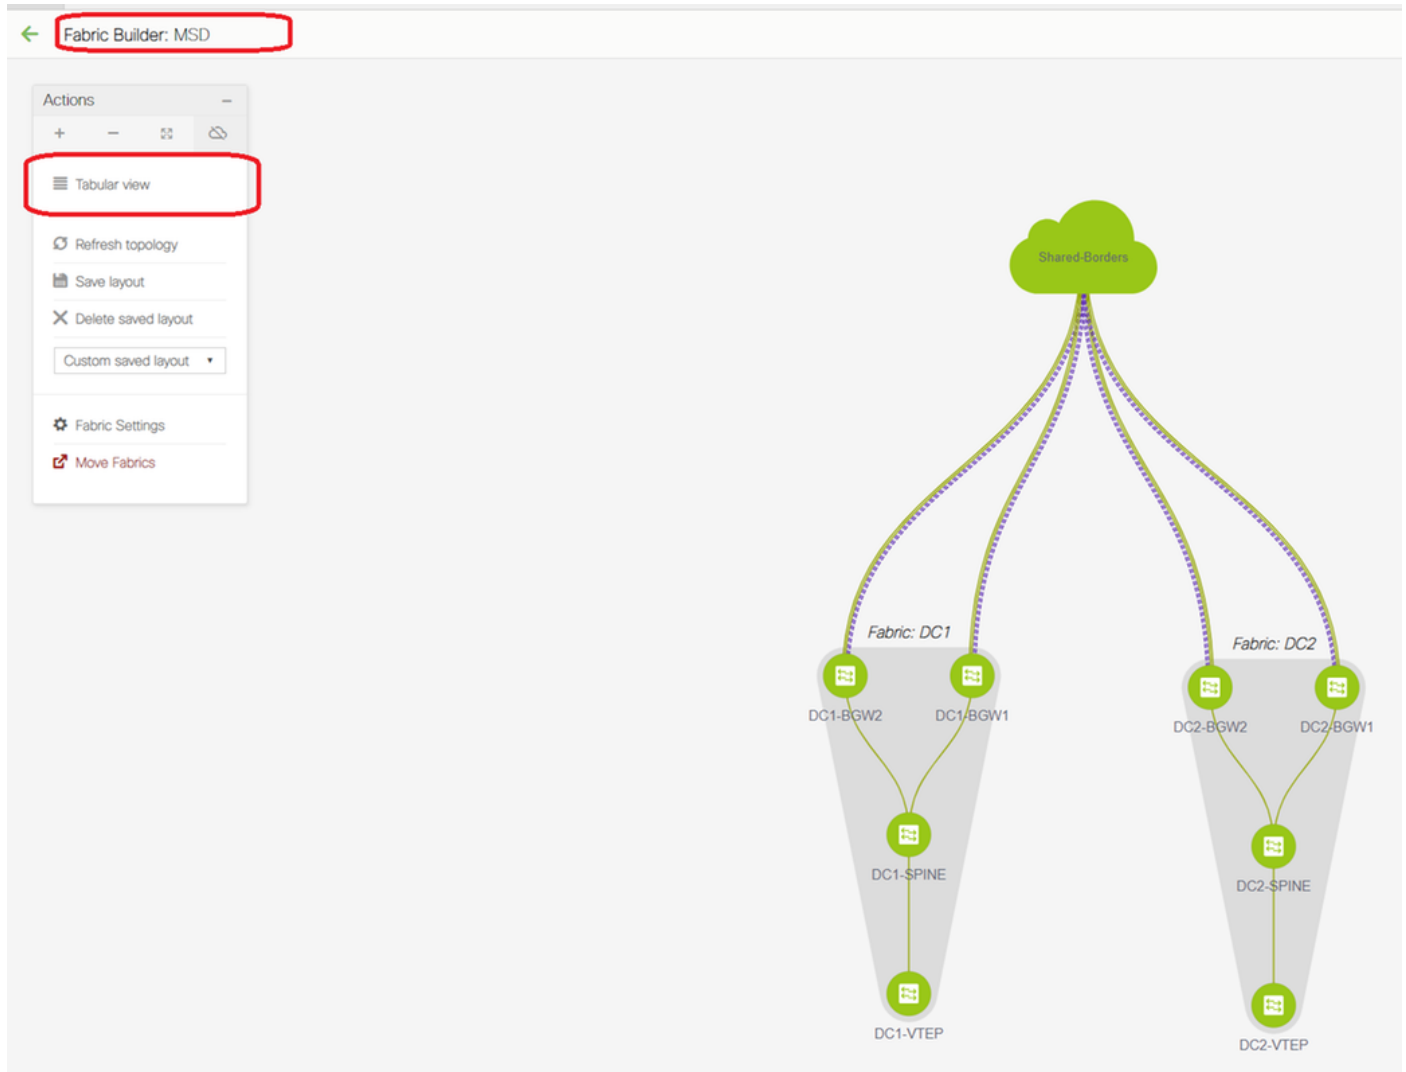 Fabric Builder: MSD
Actions
Tabular view
Refresh topology
Save layout
Delete saved layout
Custom saved layout
Fabric Settings
Move Fabrics
Shared-Borders
Fabric: DC1
Fabric: DC2
DC1-BGW2
DC1-BGW1
DC2-BGW2
DC2-BGW1
DC1-SPINE
DC2-SPINE
DC1-VTEP
DC2-VTEP